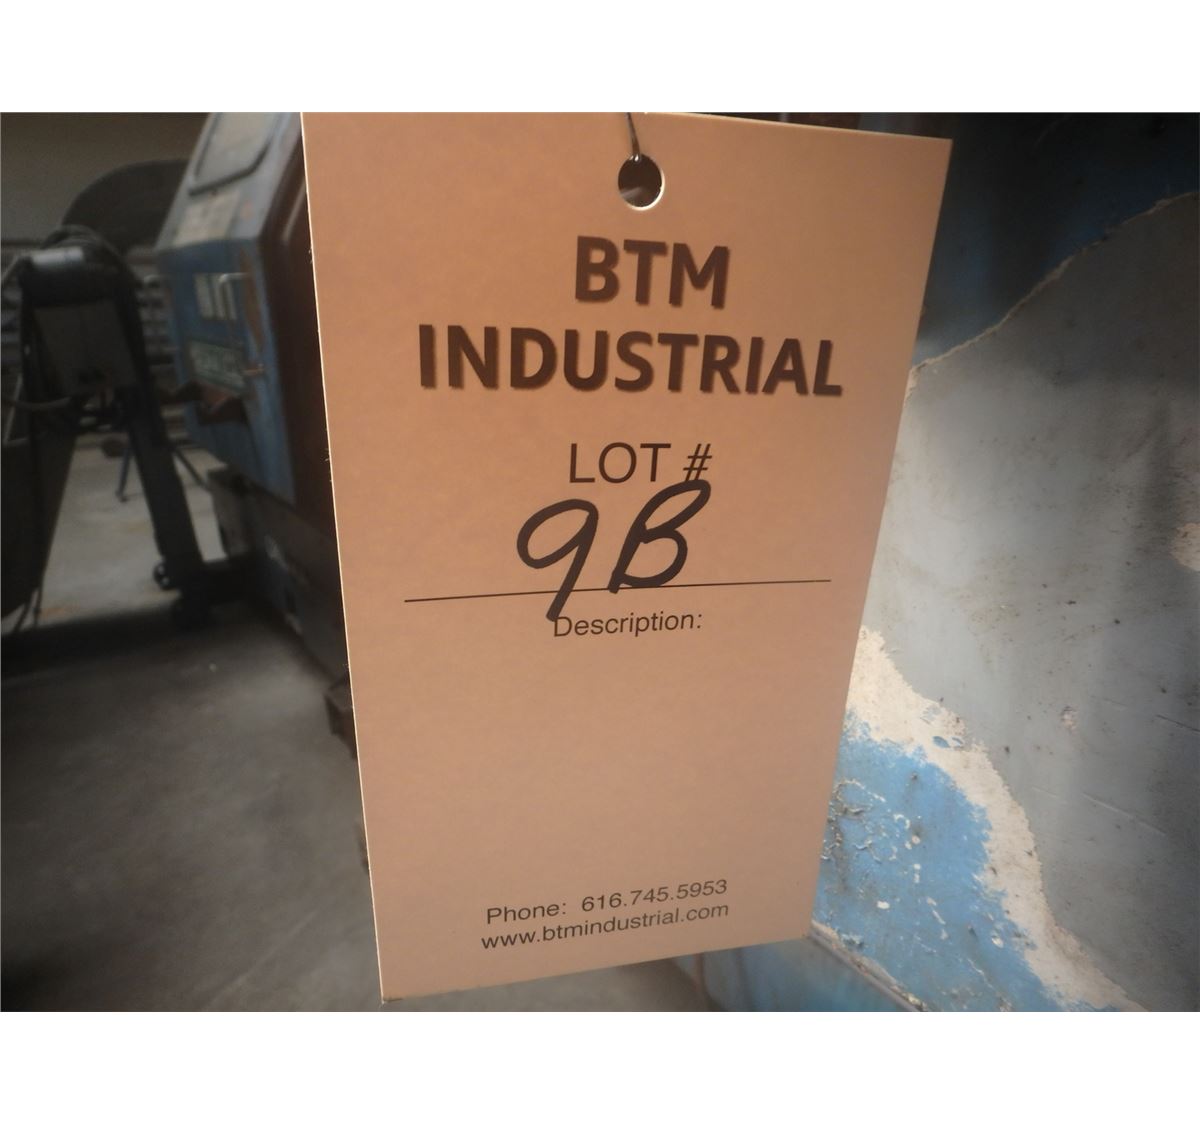 BTM
INDUSTRIAL
LOT #
9B
Description:
Phone: 616.745.5953
www.btmindustrial.com